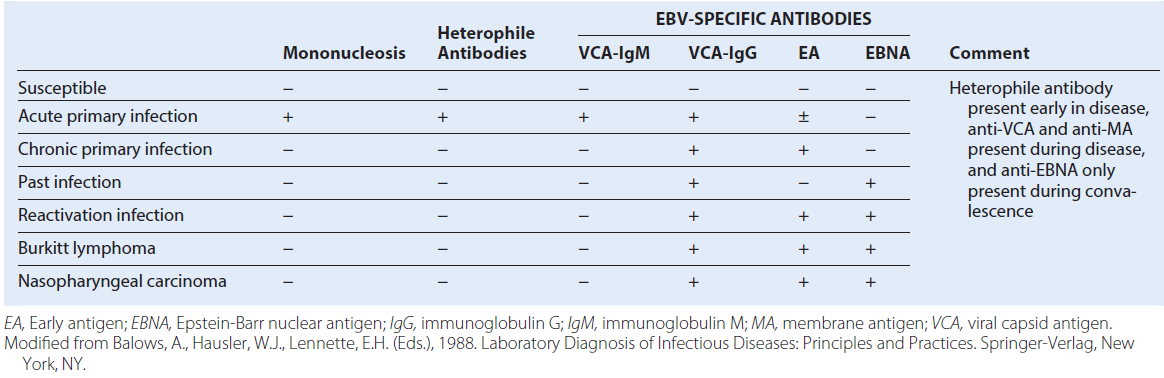 EBV-SPECIFIC ANTIBODIES
Mononucleosis Heterophile Antibodies VCA-IgM VCA-IgG EA EBNA Comment
Susceptible – – – – – –
Acute primary infection + + + + ± –
Chronic primary infection – – – + + –
Past infection – – – + – +
Reactivation infection – – – + + +
Burkitt lymphoma – – – + + +
Nasopharyngeal carcinoma – – – + + +
Heterophile antibody
present early in disease,
anti-VCA and anti-MA
present during disease,
and anti-EBNA only
present during conva-
lescence
EA, Early antigen; EBNA, Epstein-Barr nuclear antigen; IgG, immunoglobulin G; IgM, immunoglobulin M; MA, membrane antigen; VCA, viral capsid antigen.
Modified from Balows, A., Hausler, W.J., Lennette, E.H. (Eds.), 1988. Laboratory Diagnosis of Infectious Diseases: Principles and Practices. Springer-Verlag, New
York, NY.